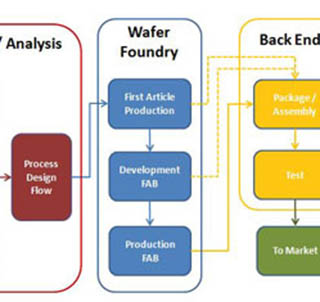 / Analysis
Process
Design
Flow
Wafer
Foundry
First Article
Production
Development
FAB
Production
FAB
Back End
Package /
Assembly
Test
To Market